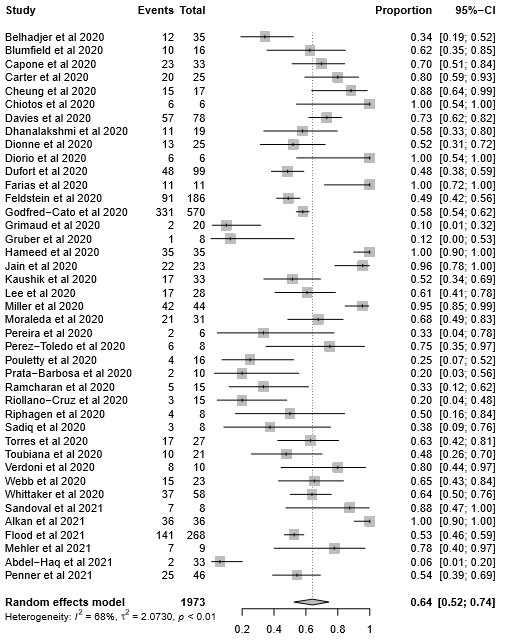 Study Events Total Proportion 95%−CI
Belhadjer et al 2020 12 35 0.34 [0.19; 0.52]
Blumfield et al 2020 10 16 0.62 [0.35; 0.85]
Capone et al 2020 23 33 0.70 [0.51; 0.84]
Carter et al 2020 20 25 0.80 [0.59; 0.93]
Cheung et al 2020 15 17 0.88 [0.64; 0.99]
Chiotos et al 2020 6 6 1.00 [0.54; 1.00]
Davies et al 2020 57 78 0.73 [0.62; 0.82]
Dhanalakshmi et al 2020 11 19 0.58 [0.33; 0.80]
Dionne et al 2020 13 25 0.52 [0.31; 0.72]
Diorio et al 2020 6 6 1.00 [0.54; 1.00]
Dufort et al 2020 48 99 0.48 [0.38; 0.59]
Farias et al 2020 11 11 1.00 [0.72; 1.00]
Feldstein et al 2020 91 186 0.49 [0.42; 0.56]
Godfred−Cato et al 2020 331 570 0.58 [0.54; 0.62]
Grimaud et al 2020 2 20 0.10 [0.01; 0.32]
Gruber et al 2020 1 8 0.12 [0.00; 0.53]
Hameed et al 2020 35 35 1.00 [0.90; 1.00]
Jain et al 2020 22 23 0.96 [0.78; 1.00]
Kaushik et al 2020 17 33 0.52 [0.34; 0.69]
Lee et al 2020 17 28 0.61 [0.41; 0.78]
Miller et al 2020 42 44 0.95 [0.85; 0.99]
Moraleda et al 2020 21 31 0.68 [0.49; 0.83]
Pereira et al 2020 2 6 0.33 [0.04; 0.78]
Perez−Toledo et al 2020 6 8 0.75 [0.35; 0.97]
Pouletty et al 2020 4 16 0.25 [0.07; 0.52]
Prata−Barbosa et al 2020 2 10 0.20 [0.03; 0.56]
Ramcharan et al 2020 5 15 0.33 [0.12; 0.62]
Riollano−Cruz et al 2020 3 15 0.20 [0.04; 0.48]
Riphagen et al 2020 4 8 0.50 [0.16; 0.84]
Sadiq et al 2020 3 8 0.38 [0.09; 0.76]
Torres et al 2020 17 27 0.63 [0.42; 0.81]
Toubiana et al 2020 10 21 0.48 [0.26; 0.70]
Verdoni et al 2020 8 10 0.80 [0.44; 0.97]
Webb et al 2020 15 23 0.65 [0.43; 0.84]
Whittaker et al 2020 37 58 0.64 [0.50; 0.76]
Sandoval et al 2021 7 8 0.88 [0.47; 1.00]
Alkan et al 2021 36 36 1.00 [0.90; 1.00]
Flood et al 2021 141 268 0.53 [0.46; 0.59]
Mehler et al 2021 7 9 0.78 [0.40; 0.97]
Abdel−Haq et al 2021 2 33 0.06 [0.01; 0.20]
Penner et al 2021 25 46 0.54 [0.39; 0.69]
Random effects model 1973 0.64 [0.52; 0.74]
Heterogeneity: I² = 68%, τ² = 2.0730, p < 0.01
0.2 0.4 0.6 0.8 1